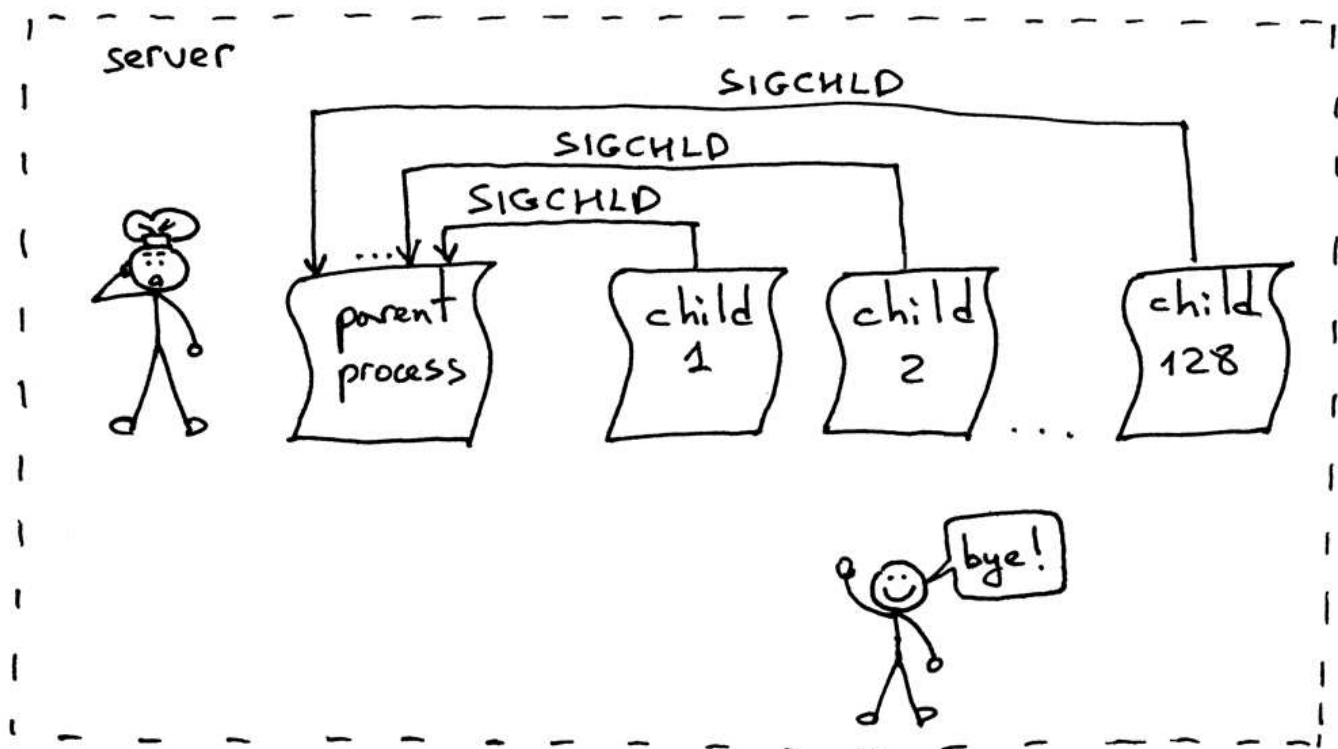 server
SIGCHLD
SIGCHLD
SIGCHLD
...
parent
process
child
1
child
2
...
child
128
bye!